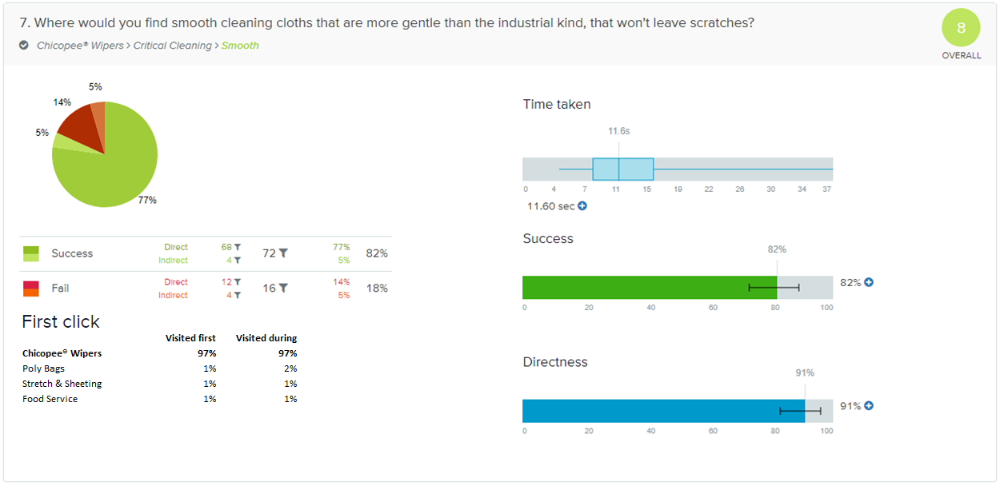 7. Where would you find smooth cleaning cloths that are more gentle than the industrial kind, that won't leave scratches?
Chicopee® Wipers > Critical Cleaning > Smooth
8
OVERALL
5%
14%
5%
77%
Success Direct 68 72 77% 82%
Indirect 4 5%
Fail Direct 12 16 14% 18%
Indirect 4 5%
First click
Visited first Visited during
Chicopee® Wipers 97% 97%
Poly Bags 1% 2%
Stretch & Sheeting 1% 1%
Food Service 1% 1%
Time taken
11.6s
0 4 7 11 15 19 22 26 30 34 37
11.60 sec
Success
82%
82%
0 20 40 60 80 100
Directness
91%
91%
0 20 40 60 80 100